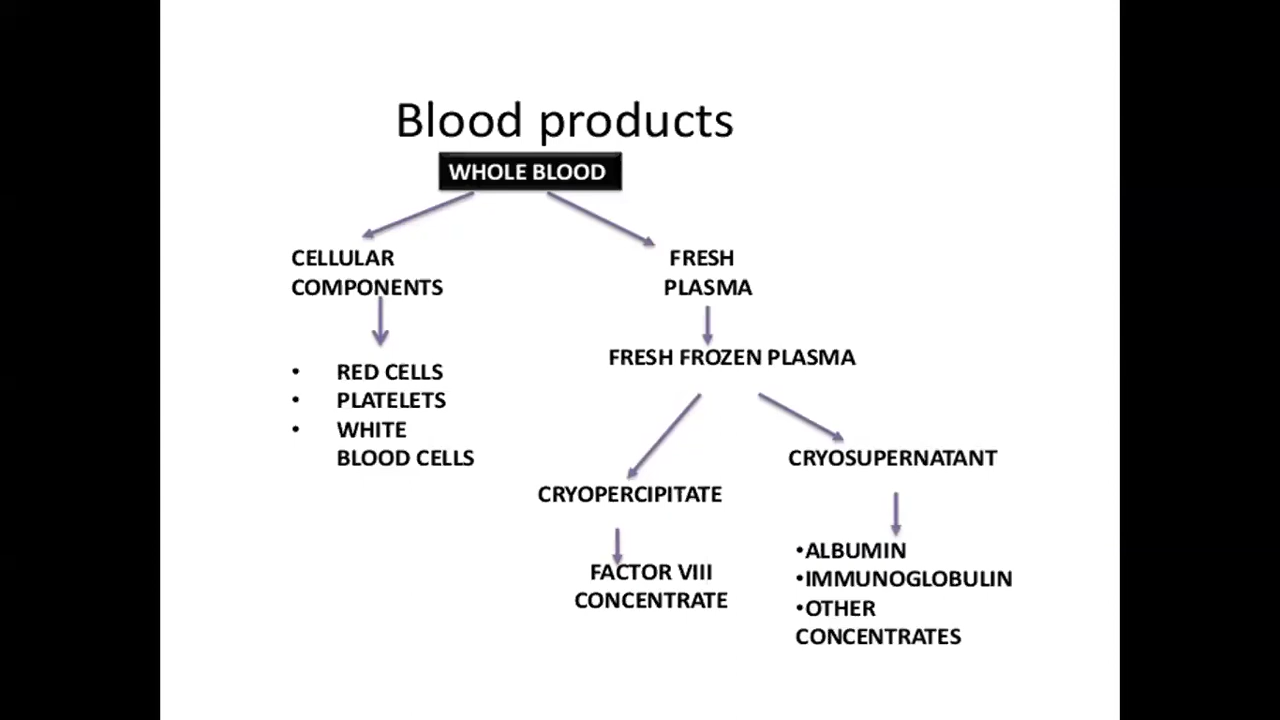 Blood products
WHOLE BLOOD
CELLULAR
COMPONENTS
• RED CELLS
• PLATELETS
• WHITE
BLOOD CELLS
FRESH
PLASMA
FRESH FROZEN PLASMA
CRYOPERCIPITATE
FACTOR VIII
CONCENTRATE
CRYOSUPERNATANT
•ALBUMIN
•IMMUNOGLOBULIN
•OTHER
CONCENTRATES